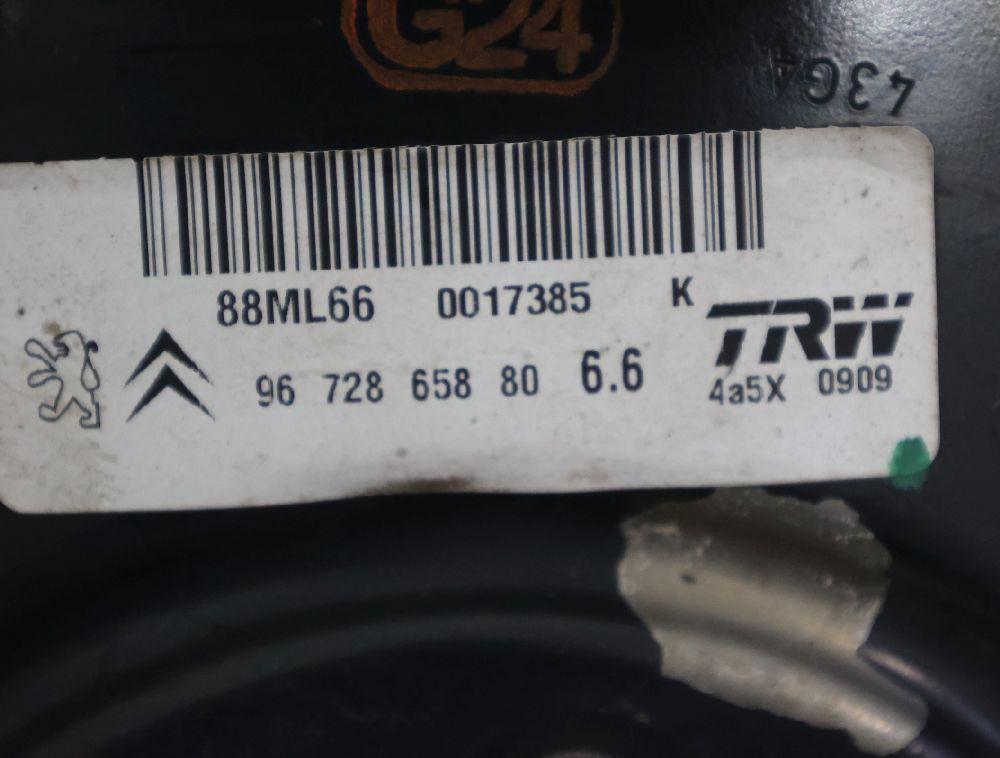 G24
43G4
88ML66 0017385 K
TRW
96 728 658 80 6.6
4a5X 0909